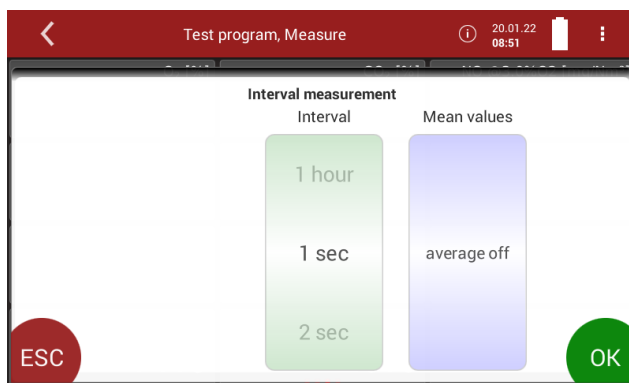 Test program, Measure
20.01.22
08:51
Interval measurement
Interval Mean values
1 hour
1 sec average off
2 sec
ESC OK